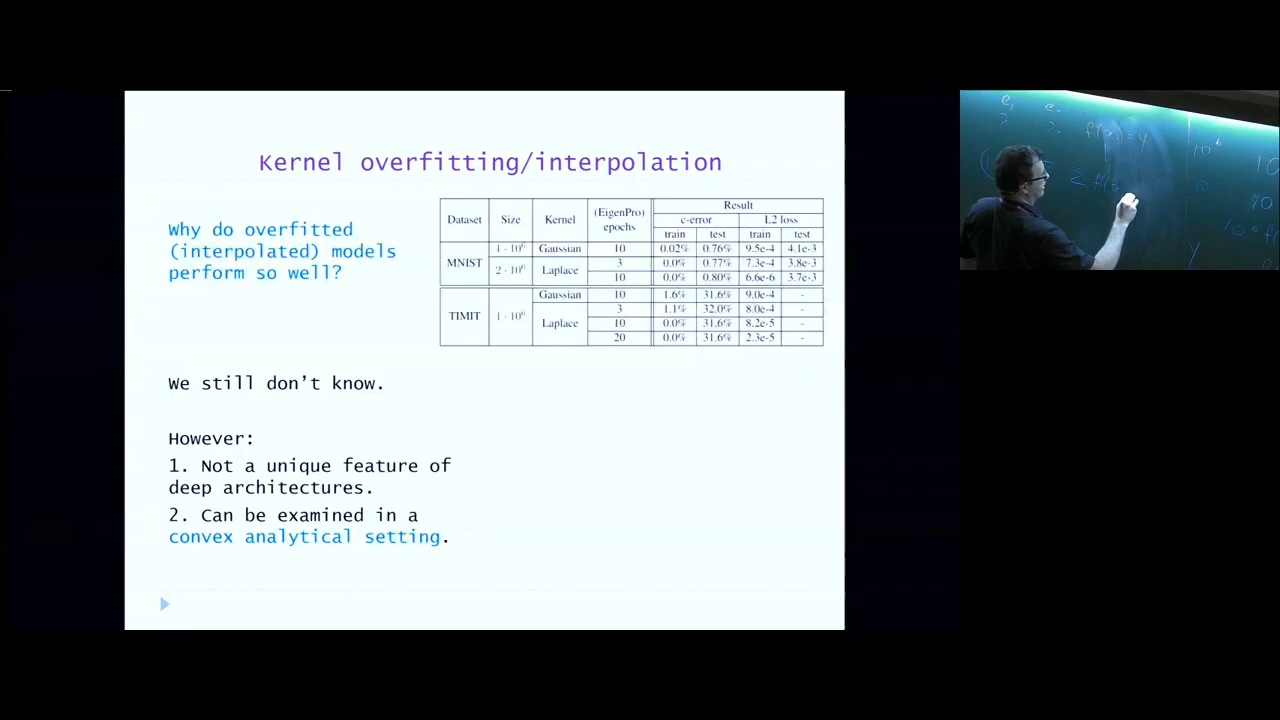 Kernel overfitting/interpolation
Why do overfitted
(interpolated) models
perform so well?
Dataset Size Kernel (EigenPro) epochs Result
c-error L2 loss
train test train test
MNIST 1 · 10⁶ Gaussian 10 0.02% 0.76% 9.5e-4 4.1e-3
2 · 10⁶ Laplace 3 0.0% 0.77% 7.3e-4 3.8e-3
10 0.0% 0.80% 6.6e-6 3.7e-3
TIMIT 1 · 10⁶ Gaussian 10 1.6% 31.6% 9.0e-4 -
Laplace 3 1.1% 32.0% 8.0e-4 -
10 0.0% 31.6% 8.2e-5 -
20 0.0% 31.6% 2.3e-5 -
We still don't know.
However:
1. Not a unique feature of
deep architectures.
2. Can be examined in a
convex analytical setting.